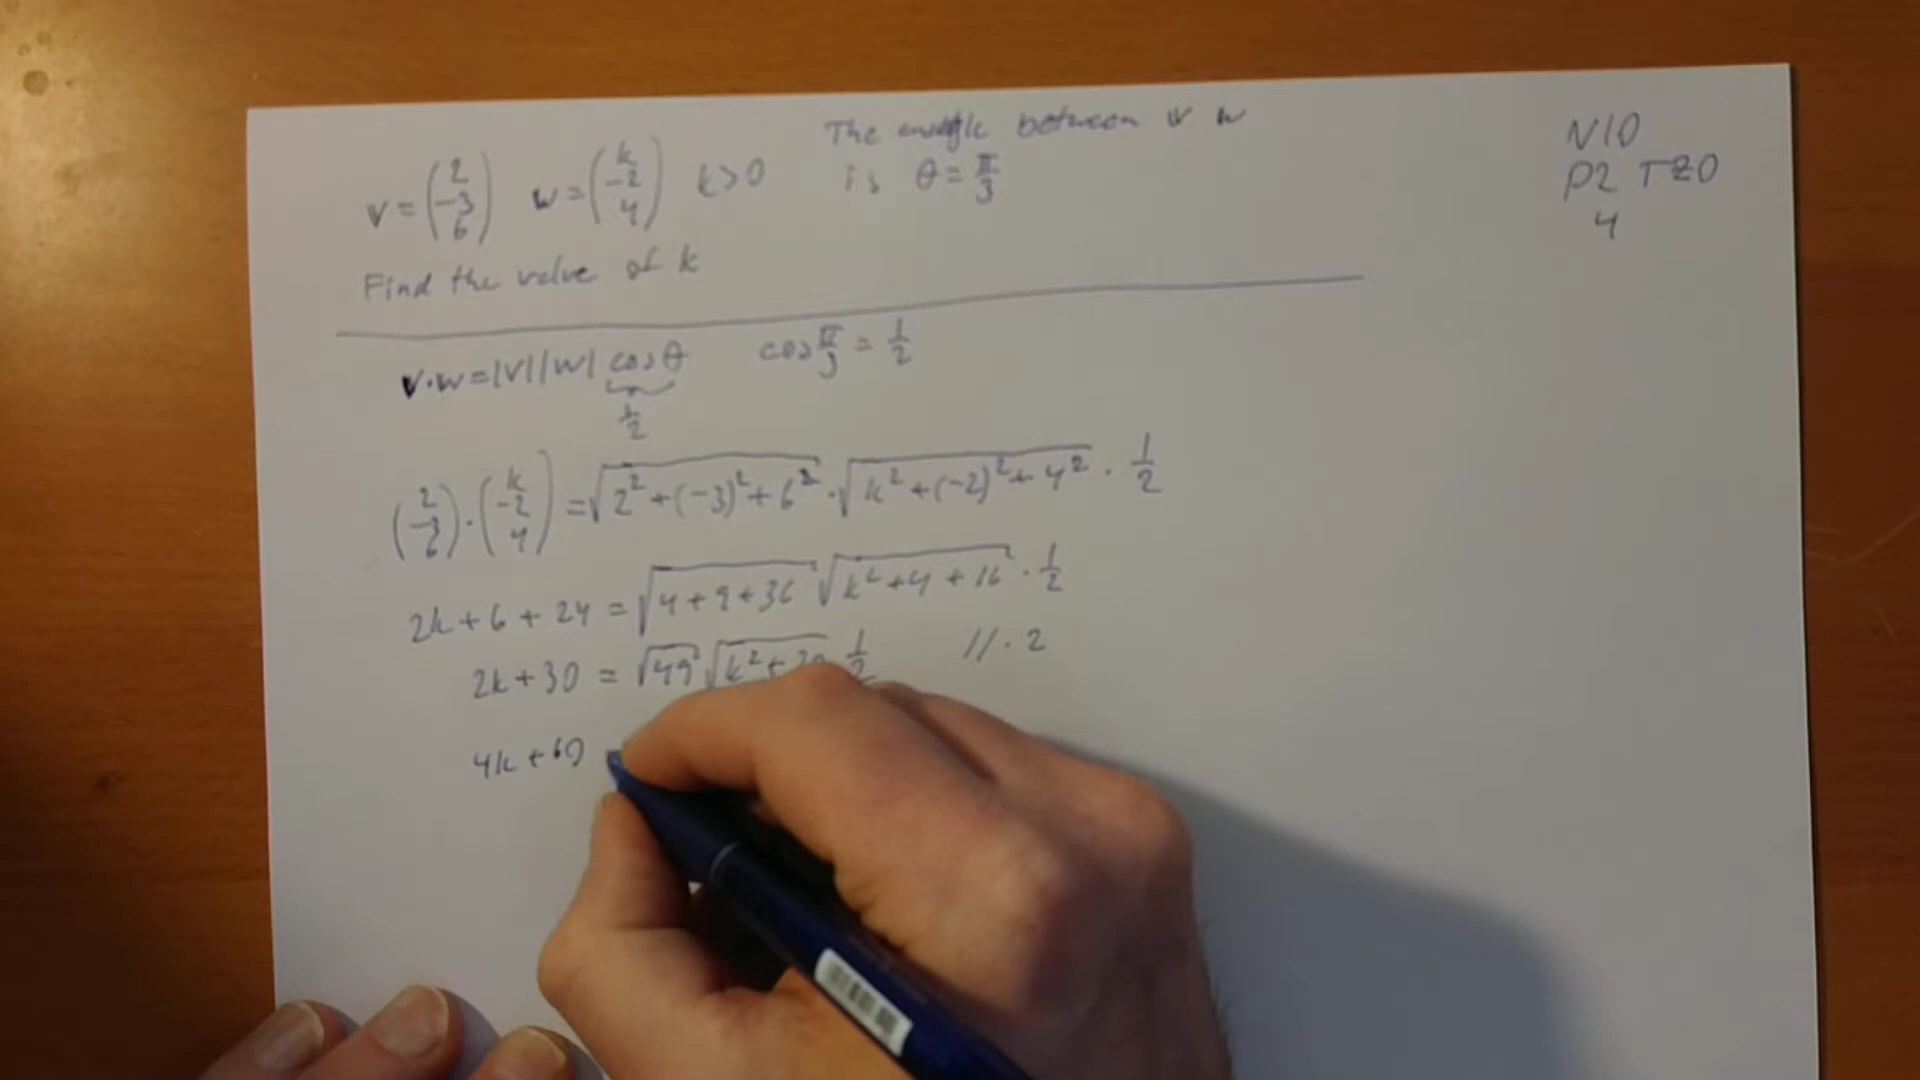 The angle between v w
is θ = π/3
v = (2 -3 6) w = (k -2 4) k > 0
Find the value of k
N10
P2 TZ0
4
v · w = |v| |w| cos θ cos π/3 = 1/2
1/2
(2 -3 6) · (k -2 4) = √(2² + (-3)² + 6²) · √(k² + (-2)² + 4²) · 1/2
2k + 6 + 24 = √(4 + 9 + 36) √(k² + 4 + 16) · 1/2
2k + 30 = √49 √(k² + 20) 1/2 // · 2
4k + 60